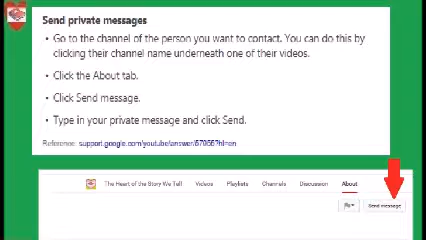 Send private messages
• Go to the channel of the person you want to contact. You can do this by
clicking their channel name underneath one of their videos.
• Click the About tab.
• Click Send message.
• Type in your private message and click Send.
Reference: support.google.com/youtube/answer/57955?hl=en
The Heart of the Story We Tell Videos Playlists Channels Discussion About
Send message